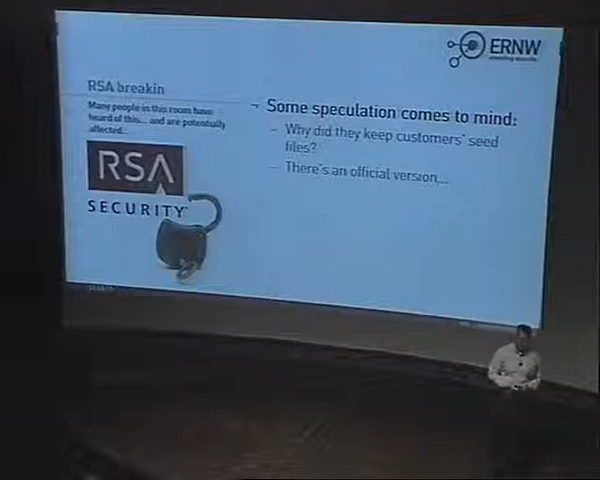 ERNW
RSA breakin
Many people in this room have
heard of this... and are potentially
affected...
RSA
SECURITY
Some speculation comes to mind:
– Why did they keep customers' seed
files?
– There's an official version...